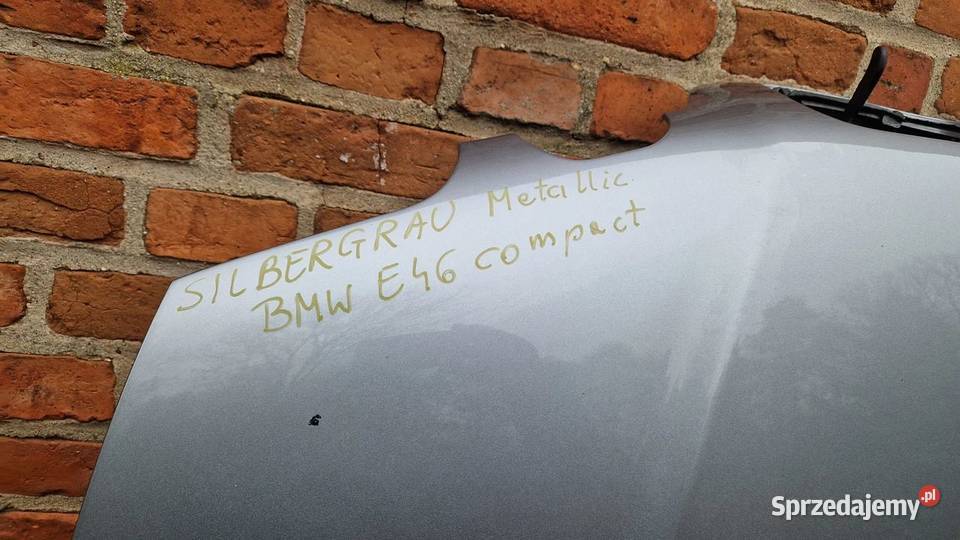 SILBERGRAU Metallic
BMW E46 compact
Sprzedajemy.pl